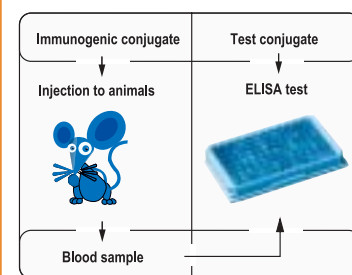 Immunogenic conjugate
Test conjugate
Injection to animals
ELISA test
Blood sample